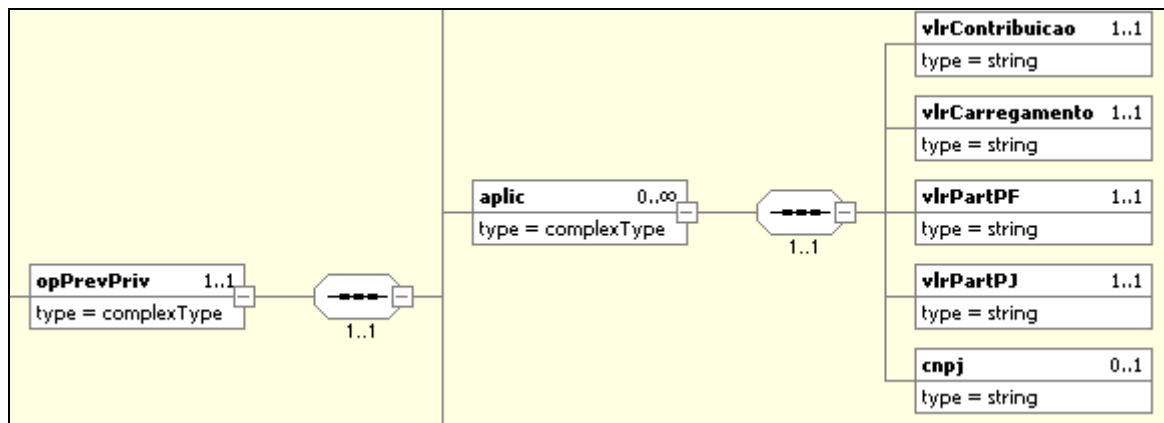 vlrContribuicao 1..1
type = string
vlrCarregamento 1..1
type = string
aplic 0..∞
type = complexType
1..1
vlrPartPF 1..1
type = string
opPrevPriv 1..1
type = complexType
1..1
vlrPartPJ 1..1
type = string
cnpj 0..1
type = string